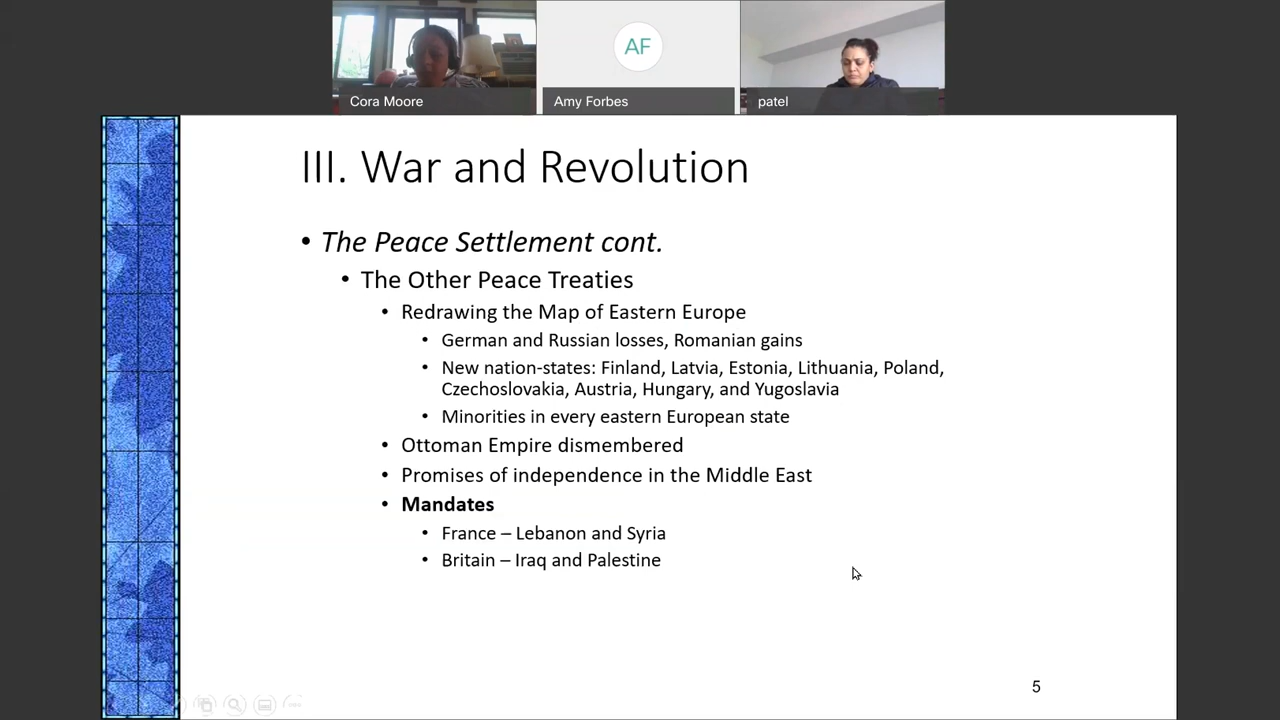 AF
Cora Moore
Amy Forbes
patel
III. War and Revolution
• The Peace Settlement cont.
• The Other Peace Treaties
• Redrawing the Map of Eastern Europe
• German and Russian losses, Romanian gains
• New nation-states: Finland, Latvia, Estonia, Lithuania, Poland,
Czechoslovakia, Austria, Hungary, and Yugoslavia
• Minorities in every eastern European state
• Ottoman Empire dismembered
• Promises of independence in the Middle East
• Mandates
• France – Lebanon and Syria
• Britain – Iraq and Palestine
5